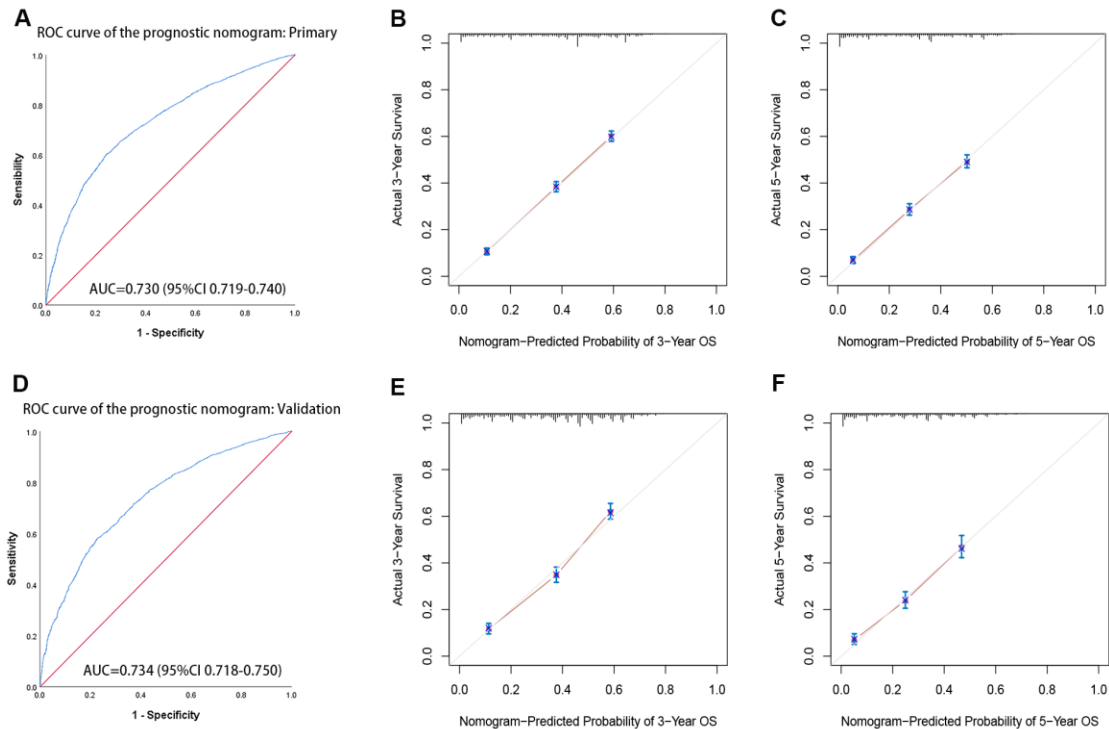 A
ROC curve of the prognostic nomogram: Primary
1.0
0.8
0.6
0.4
0.2
0.0
Sensibility
AUC=0.730 (95%CI 0.719-0.740)
0.0 0.2 0.4 0.6 0.8 1.0
1 - Specificity
B
1.0
0.8
0.6
0.4
0.2
0.0
Actual 3-Year Survival
0.0 0.2 0.4 0.6 0.8 1.0
Nomogram-Predicted Probability of 3-Year OS
C
1.0
0.8
0.6
0.4
0.2
0.0
Actual 5-Year Survival
0.0 0.2 0.4 0.6 0.8 1.0
Nomogram-Predicted Probability of 5-Year OS
D
ROC curve of the prognostic nomogram: Validation
1.0
0.8
0.6
0.4
0.2
0.0
Sensitivity
AUC=0.734 (95%CI 0.718-0.750)
0.0 0.2 0.4 0.6 0.8 1.0
1 - Specificity
E
1.0
0.8
0.6
0.4
0.2
0.0
Actual 3-Year Survival
0.0 0.2 0.4 0.6 0.8 1.0
Nomogram-Predicted Probability of 3-Year OS
F
1.0
0.8
0.6
0.4
0.2
0.0
Actual 5-Year Survival
0.0 0.2 0.4 0.6 0.8 1.0
Nomogram-Predicted Probability of 5-Year OS